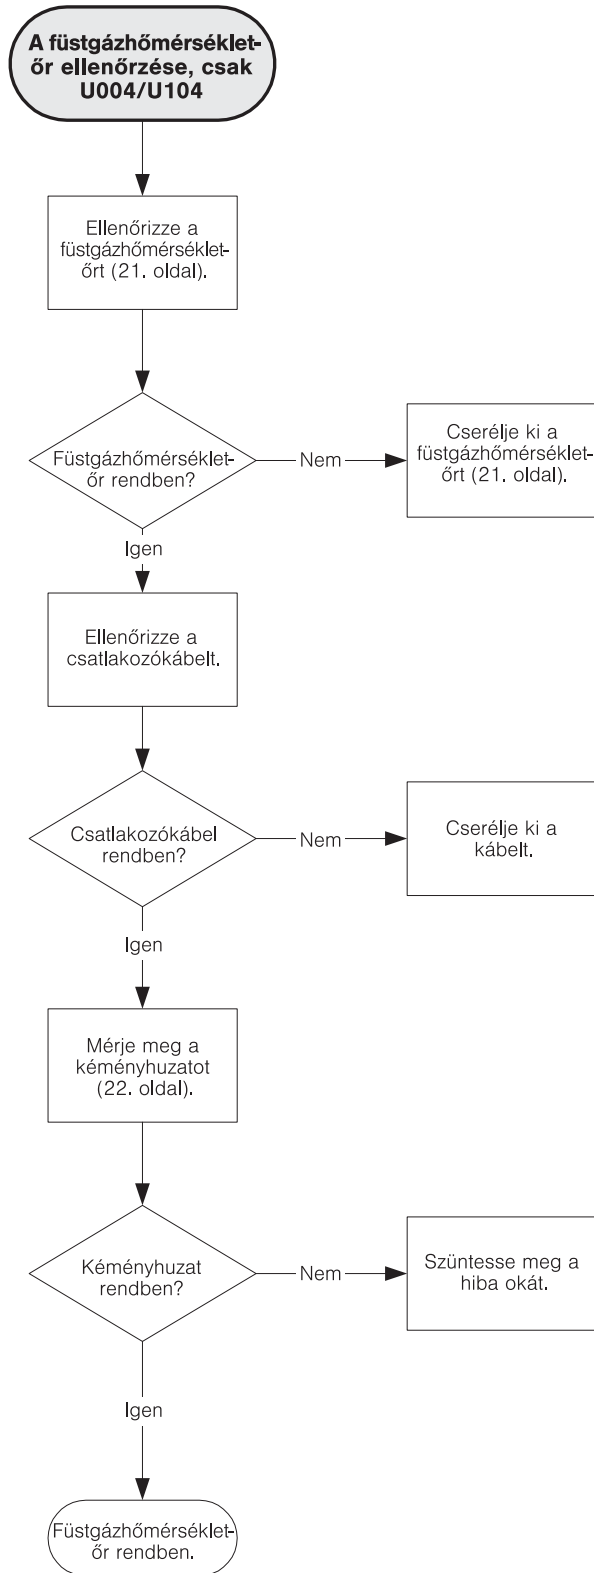 A füstgázhőmérséklet-
őr ellenőrzése, csak
U004/U104
Ellenőrizze a
füstgázhőmérséklet-
őrt (21. oldal).
Füstgázhőmérséklet-
őr rendben?
Nem
Cserélje ki a
füstgázhőmérséklet-
őrt (21. oldal).
Igen
Ellenőrizze a
csatlakozókábelt.
Csatlakozókábel
rendben?
Nem
Cserélje ki a
kábelt.
Igen
Mérje meg a
kéményhuzatot
(22. oldal).
Kéményhuzat
rendben?
Nem
Szüntesse meg a
hiba okát.
Igen
Füstgázhőmérséklet-
őr rendben.